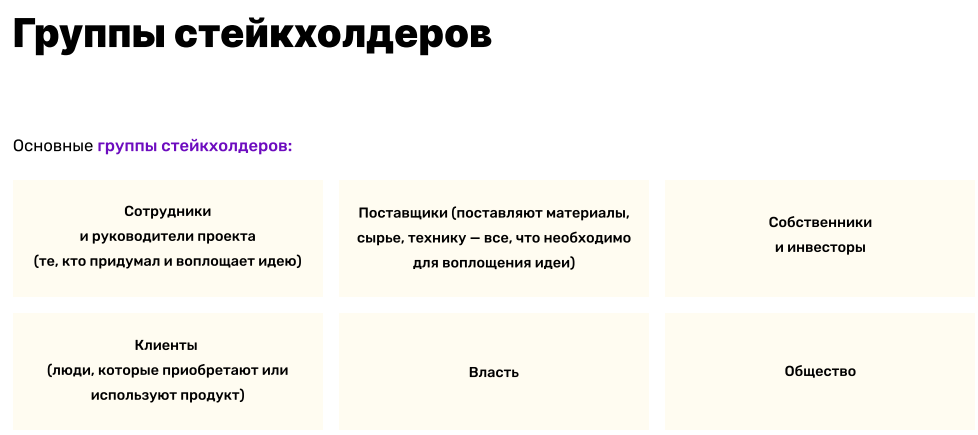 Группы стейкхолдеров
Основные группы стейкхолдеров:
Сотрудники
и руководители проекта
(те, кто придумал и воплощает идею)
Поставщики (поставляют материалы,
сырье, технику — все, что необходимо
для воплощения идеи)
Собственники
и инвесторы
Клиенты
(люди, которые приобретают или
используют продукт)
Власть
Общество